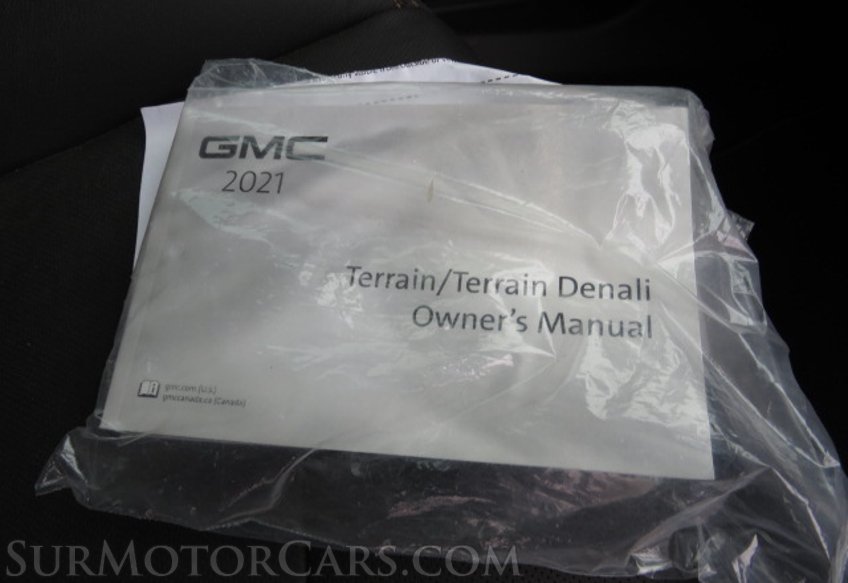 GMC
2021
Terrain/Terrain Denali
Owner's Manual
gmc.com (U.S.)
gmccanada.ca (Canada)
SurMotorCars.com